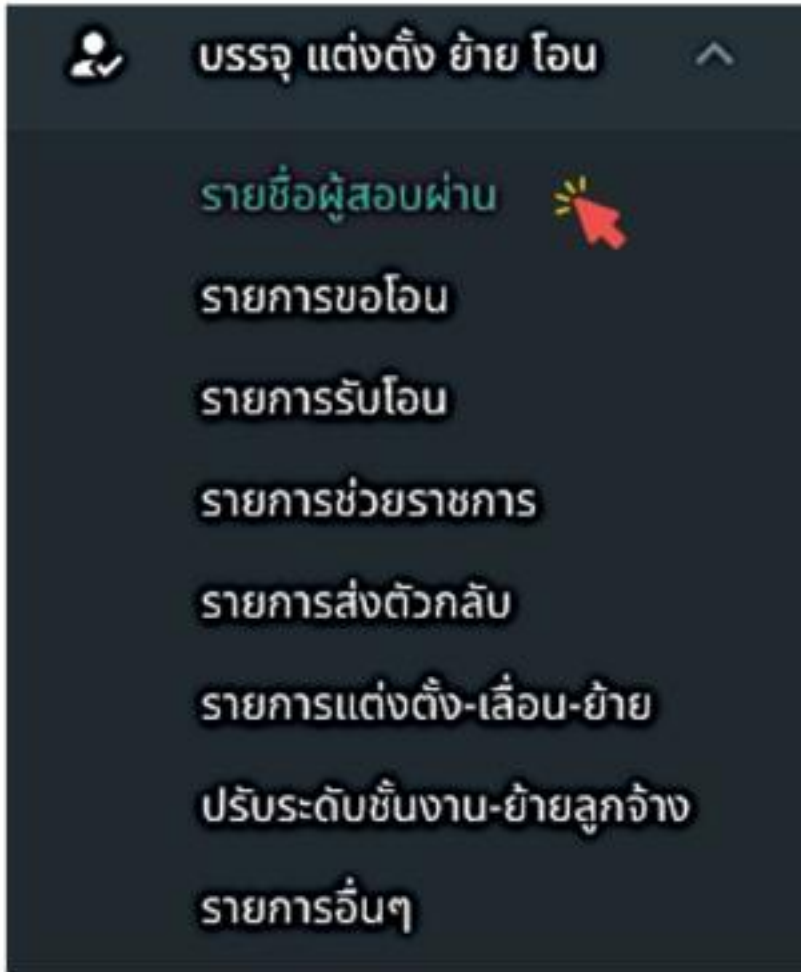 บรรจุ แต่งตั้ง ย้าย โอน
รายชื่อผู้สอบผ่าน
รายการขอโอน
รายการรับโอน
รายการช่วยราชการ
รายการส่งตัวกลับ
รายการแต่งตั้ง-เลื่อน-ย้าย
ปรับระดับชั้นงาน-ย้ายลูกจ้าง
รายการอื่นๆ